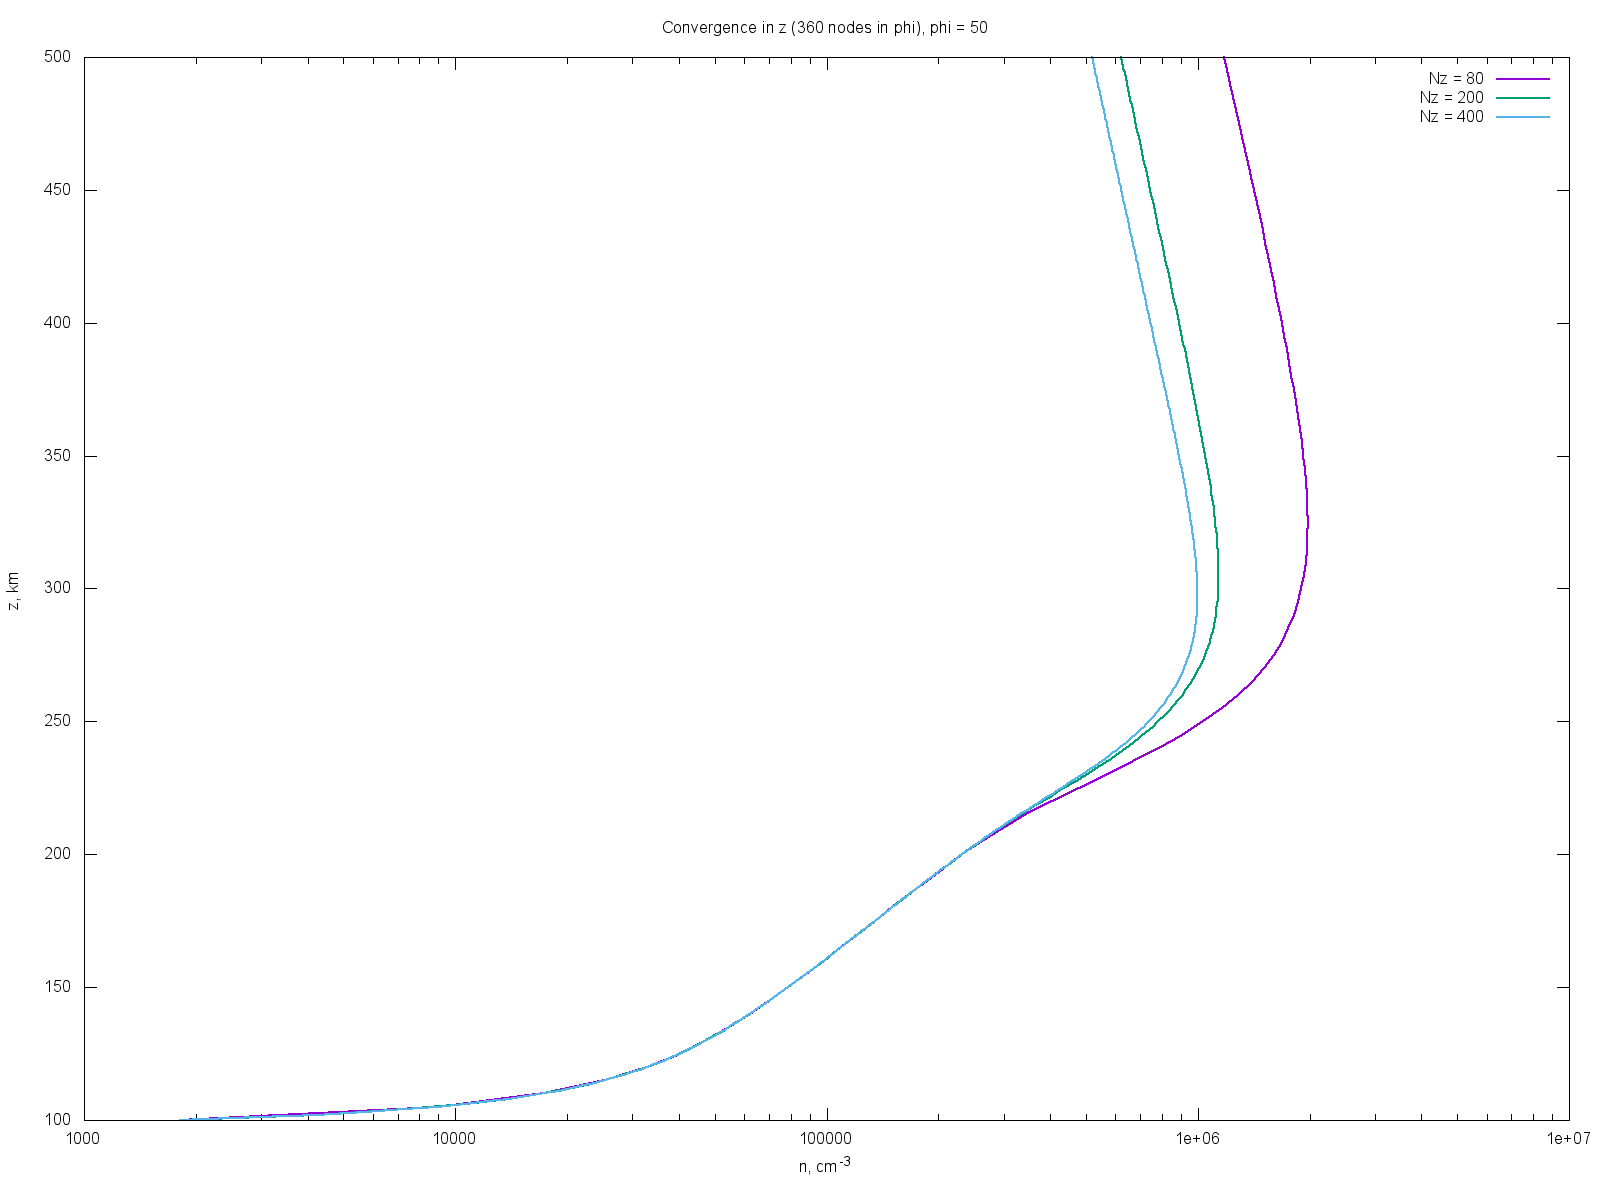 Convergence in z (360 nodes in phi), phi = 50
500
450
400
350
300
250
200
150
100
z, km
Nz = 80
Nz = 200
Nz = 400
1000
10000
100000
1e+06
1e+07
n, cm-3